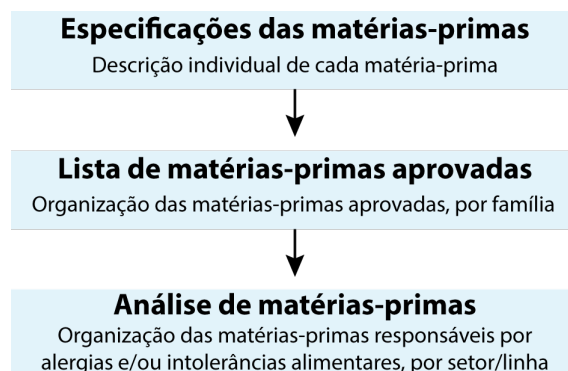 Especificações das matérias-primas
Descrição individual de cada matéria-prima
Lista de matérias-primas aprovadas
Organização das matérias-primas aprovadas, por família
Análise de matérias-primas
Organização das matérias-primas responsáveis por
alergias e/ou intolerâncias alimentares, por setor/linha